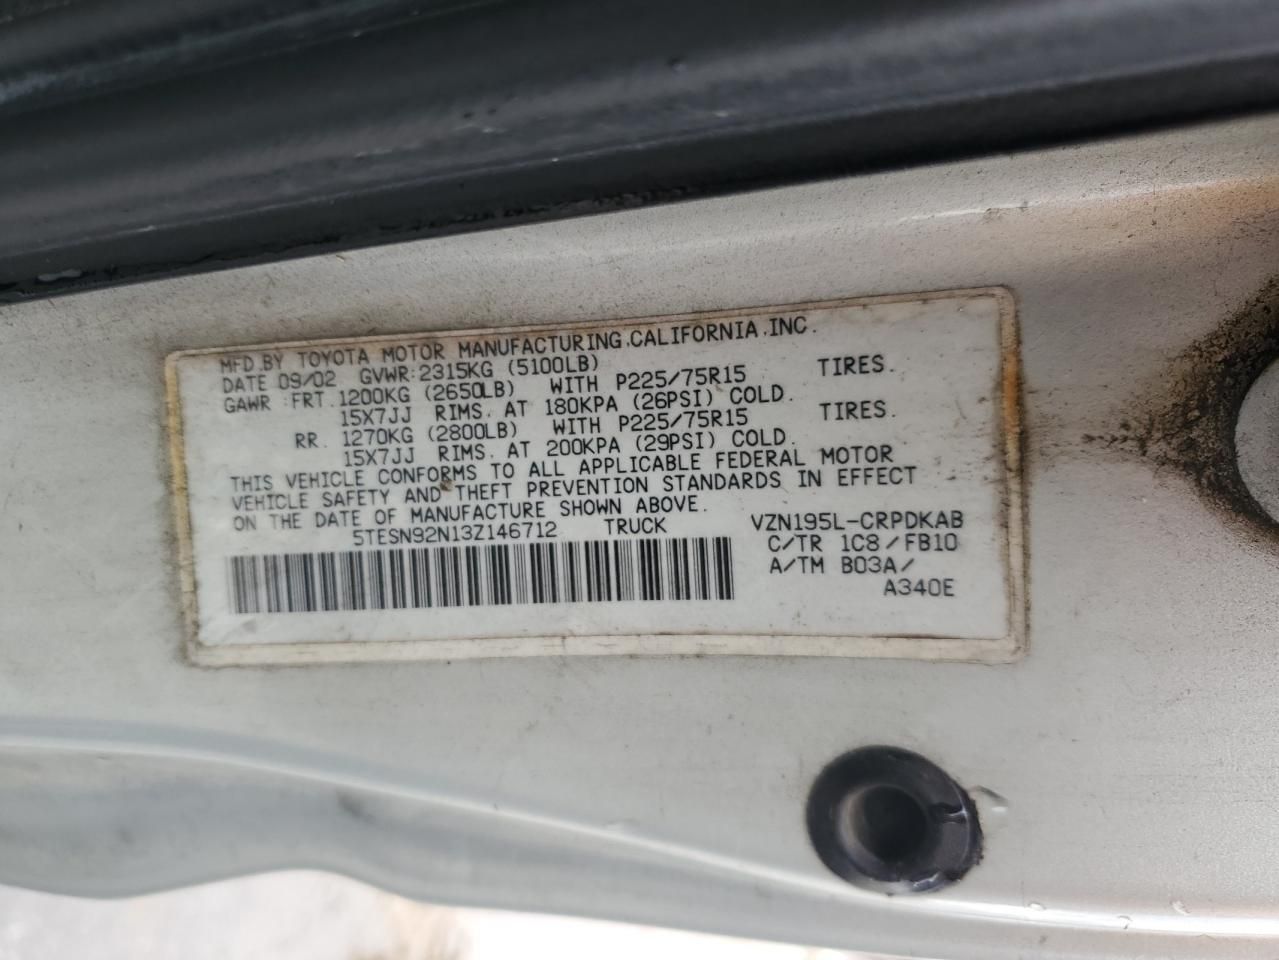 MFD.BY TOYOTA MOTOR MANUFACTURING.CALIFORNIA.INC.
DATE 09/02 GVWR:2315KG (5100LB)
GAWR FRT. 1200KG (2650LB) WITH P225/75R15 TIRES.
15X7JJ RIMS. AT 180KPA (26PSI) COLD.
RR. 1270KG (2800LB) WITH P225/75R15 TIRES.
15X7JJ RIMS. AT 200KPA (29PSI) COLD.
THIS VEHICLE CONFORMS TO ALL APPLICABLE FEDERAL MOTOR
VEHICLE SAFETY AND THEFT PREVENTION STANDARDS IN EFFECT
ON THE DATE OF MANUFACTURE SHOWN ABOVE.
5TESN92N13Z146712 TRUCK VZN195L-CRPDKAB
C/TR 1C8/FB10
A/TM B03A/
A340E